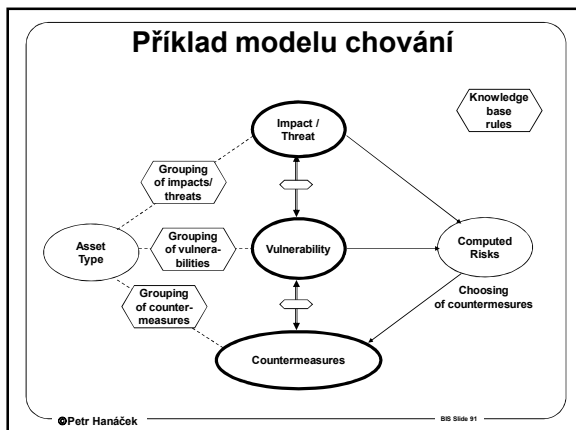 Příklad modelu chování
Knowledge
base
rules
Impact /
Threat
Grouping
of impacts/
threats
Asset
Type
Grouping
of vulnera-
bilities
Vulnerability
Computed
Risks
Grouping
of counter-
measures
Choosing
of countermesures
Countermeasures
©Petr Hanáček
BIS Slide 91